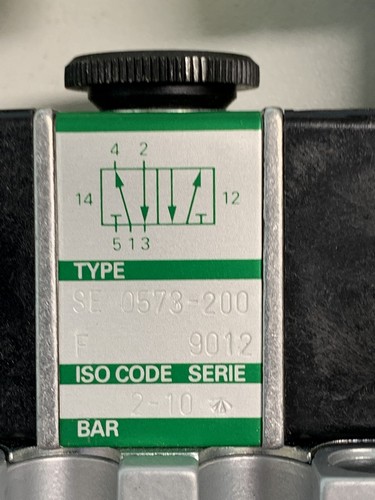 4 2
14 12
5 1 3
TYPE
SE 0573-200
F 9012
ISO CODE SERIE
2-10
BAR